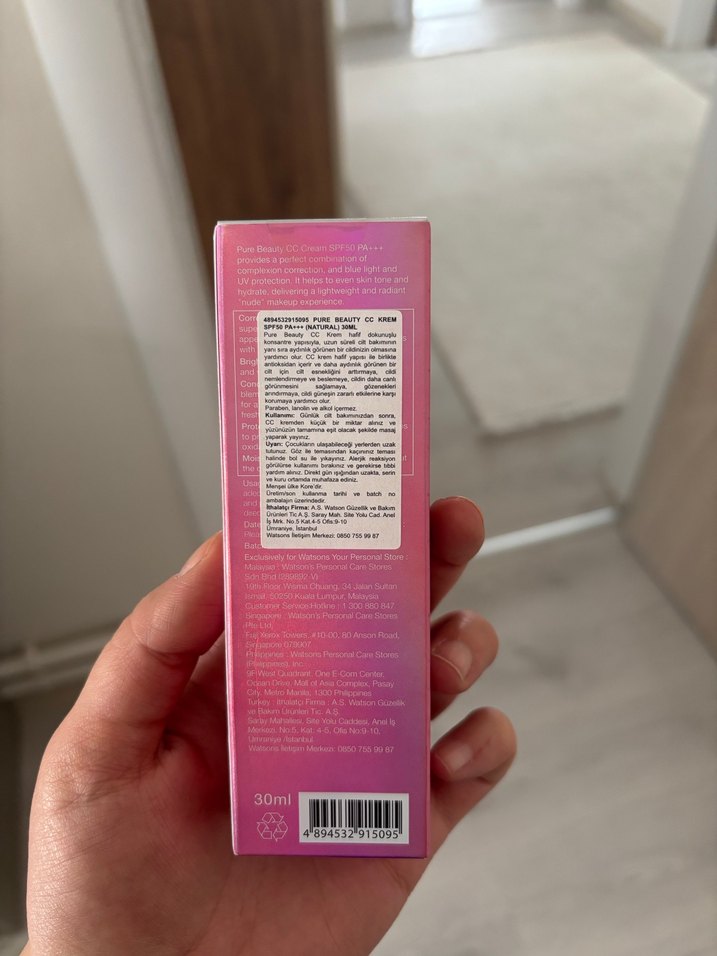 Pure Beauty CC Cream SPF50 PA+++
provides a perfect combination of
complexion correction, and blue light and
UV protection. It helps to even skin tone and
hydrate, delivering a lightweight and radiant
"nude" makeup experience.
4894532915095 PURE BEAUTY CC KREM
SPF50 PA+++ (NATURAL) 30ML
Pure Beauty CC Krem hafif dokunuşlu
konsantre yapısıyla, uzun süreli cilt bakımının
yanı sıra aydınlık görünen bir cildinizin olmasına
yardımcı olur. CC krem hafif yapısı ile birlikte
antioksidan içerir ve daha aydınlık görünen bir
cilt için cilt esnekliğini arttırmaya, cildi
nemlendirmeye ve beslemeye, cildin daha canlı
görünmesini sağlamaya, gözenekleri
arındırmaya, cildi güneşin zararlı etkilerine karşı
korumaya yardımcı olur.
Paraben, lanolin ve alkol içermez.
Kullanımı: Günlük cilt bakımınızdan sonra,
CC kremden küçük bir miktar alınız ve
yüzünüzün tamamına eşit olacak şekilde masaj
yaparak yayınız.
Uyarı: Çocukların ulaşabileceği yerlerden uzak
tutunuz. Göz ile temasından kaçınınız teması
halinde bol su ile yıkayınız. Alerjik reaksiyon
görülürse kullanımı bırakınız ve gerekirse tıbbi
yardım alınız. Direkt gün ışığından uzakta, serin
ve kuru ortamda muhafaza ediniz.
Menşei ülke Kore'dir.
Üretim/son kullanma tarihi ve batch no
ambalajın üzerindedir.
İthalatçı Firma: A.S. Watson Güzellik ve Bakım
Ürünleri Tic A.Ş. Saray Mah. Site Yolu Cad. Anel
İş Mrk. No.5 Kat.4-5 Ofis:9-10
Ümraniye, İstanbul
Watsons İletişim Merkezi: 0850 755 99 87
Exclusively for Watsons Your Personal Store :
Malaysia : Watson's Personal Care Stores
Sdn Bhd (289892-V)
19th Floor Wisma Chuang, 34 Jalan Sultan
Ismail, 50250 Kuala Lumpur, Malaysia
Customer Service Hotline : 1 300 880 847
Singapore : Watson's Personal Care Stores
Pte Ltd,
Fuji Xerox Towers, #10-00, 80 Anson Road,
Singapore 079907
Philippines : Watsons Personal Care Stores
(Philippines), Inc.
9F West Quadrant, One E-Com Center,
Ocean Drive, Mall of Asia Complex, Pasay
City, Metro Manila, 1300 Philippines
Turkey : İthalatçı Firma : A.S. Watson Güzellik
ve Bakım Ürünleri Tic. A.Ş.
Saray Mahallesi, Site Yolu Caddesi, Anel İş
Merkezi. No:5, Kat: 4-5, Ofis No:9-10,
Ümraniye /İstanbul.
Watsons İletişim Merkezi: 0850 755 99 87
30ml
4 894532 915095